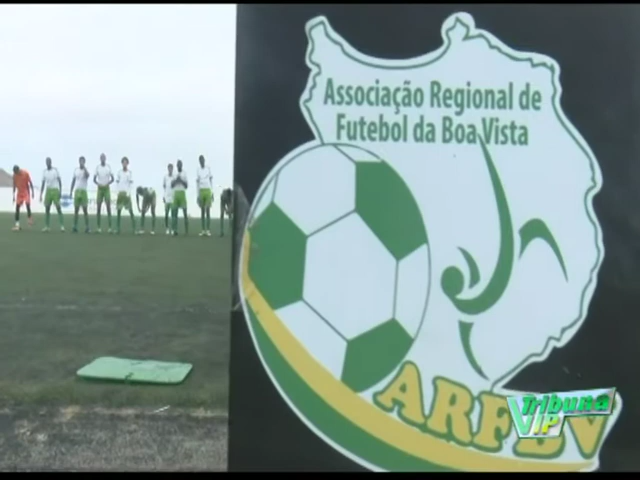 Associação Regional de
Futebol da Boa Vista
ARFBV
Tribuna
VIP